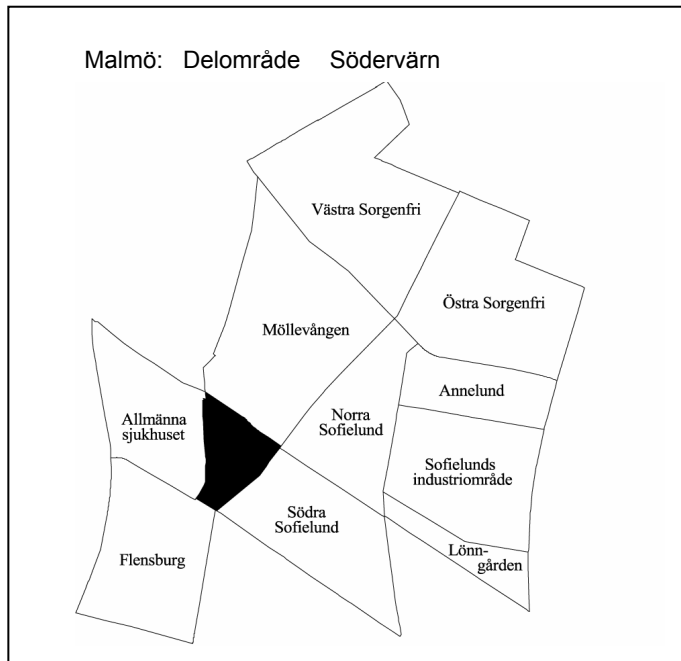 Malmö: Delområde Södervärn
Västra Sorgenfri
Östra Sorgenfri
Möllevången
Annelund
Allmänna
sjukhuset
Norra
Sofielund
Sofielunds
industriområde
Södra
Sofielund
Lönn-
gården
Flensburg